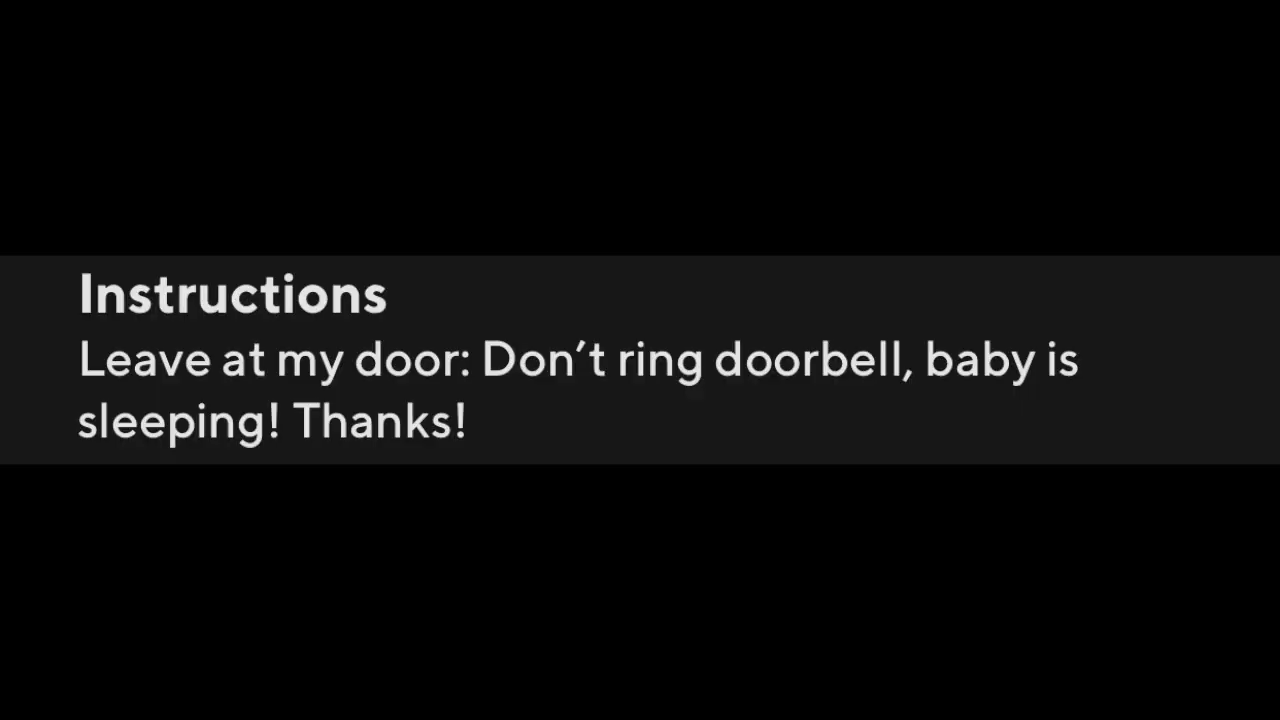 Instructions
Leave at my door: Don’t ring doorbell, baby is
sleeping! Thanks!